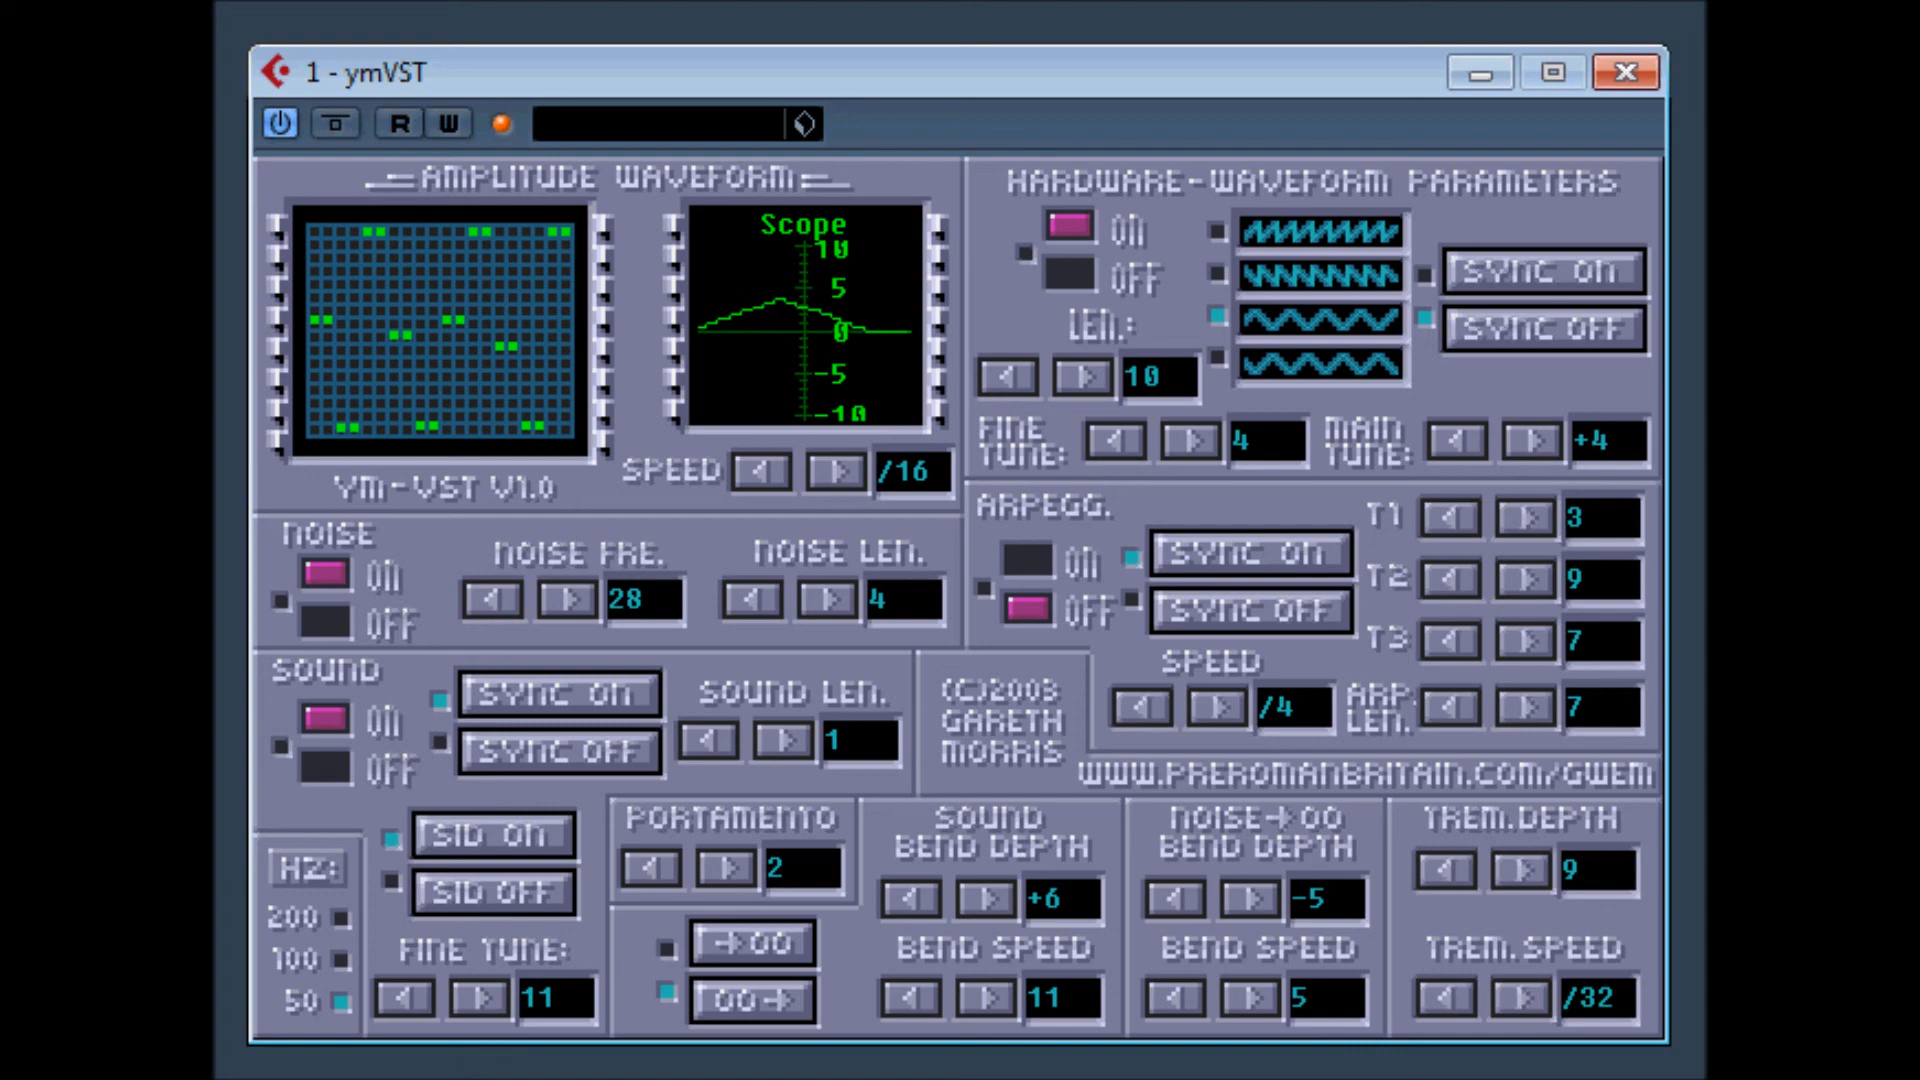 1 - ymVST
R W
AMPLITUDE WAVEFORM
Scope
10
5
0
-5
-10
YM-VST V1.0
SPEED /16
HARDWARE-WAVEFORM PARAMETERS
ON
OFF
SYNC ON
SYNC OFF
LEN.:
10
FINE TUNE: 4
MAIN TUNE: +4
NOISE
ON
OFF
NOISE FRE.
28
NOISE LEN.
4
ARPEGG.
ON
OFF
SYNC ON
SYNC OFF
T1 3
T2 9
T3 7
SPEED
/4
ARP. LEN. 7
SOUND
ON
OFF
SYNC ON
SYNC OFF
SOUND LEN.
1
(C)2003
GARETH
MORRIS
WWW.PREROMANBRITAIN.COM/GWEM
HZ:
200
100
50
SID ON
SID OFF
FINE TUNE:
11
PORTAMENTO
2
→00
00→
SOUND
BEND DEPTH
+6
BEND SPEED
11
NOISE→00
BEND DEPTH
-5
BEND SPEED
5
TREM.DEPTH
9
TREM.SPEED
/32